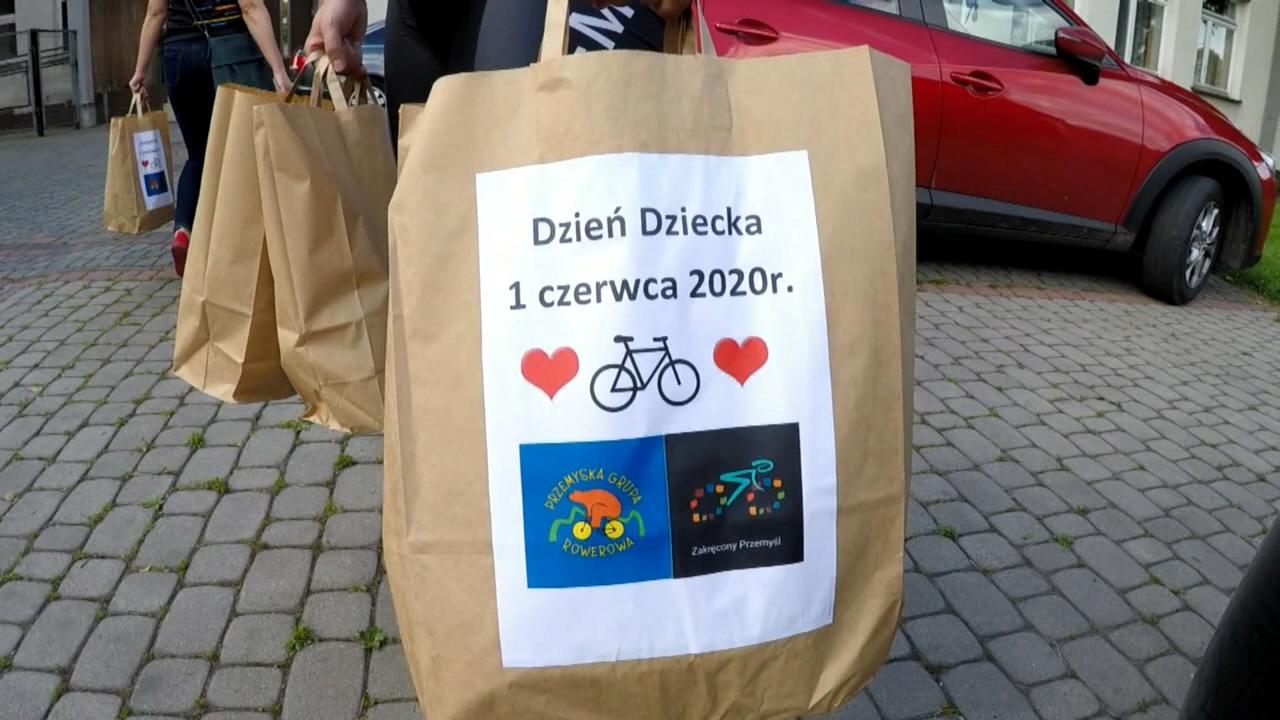 Dzień Dziecka
1 czerwca 2020r.
PRZEMYSKA GRUPA
ROWEROWA
Zakręcony Przemyśl